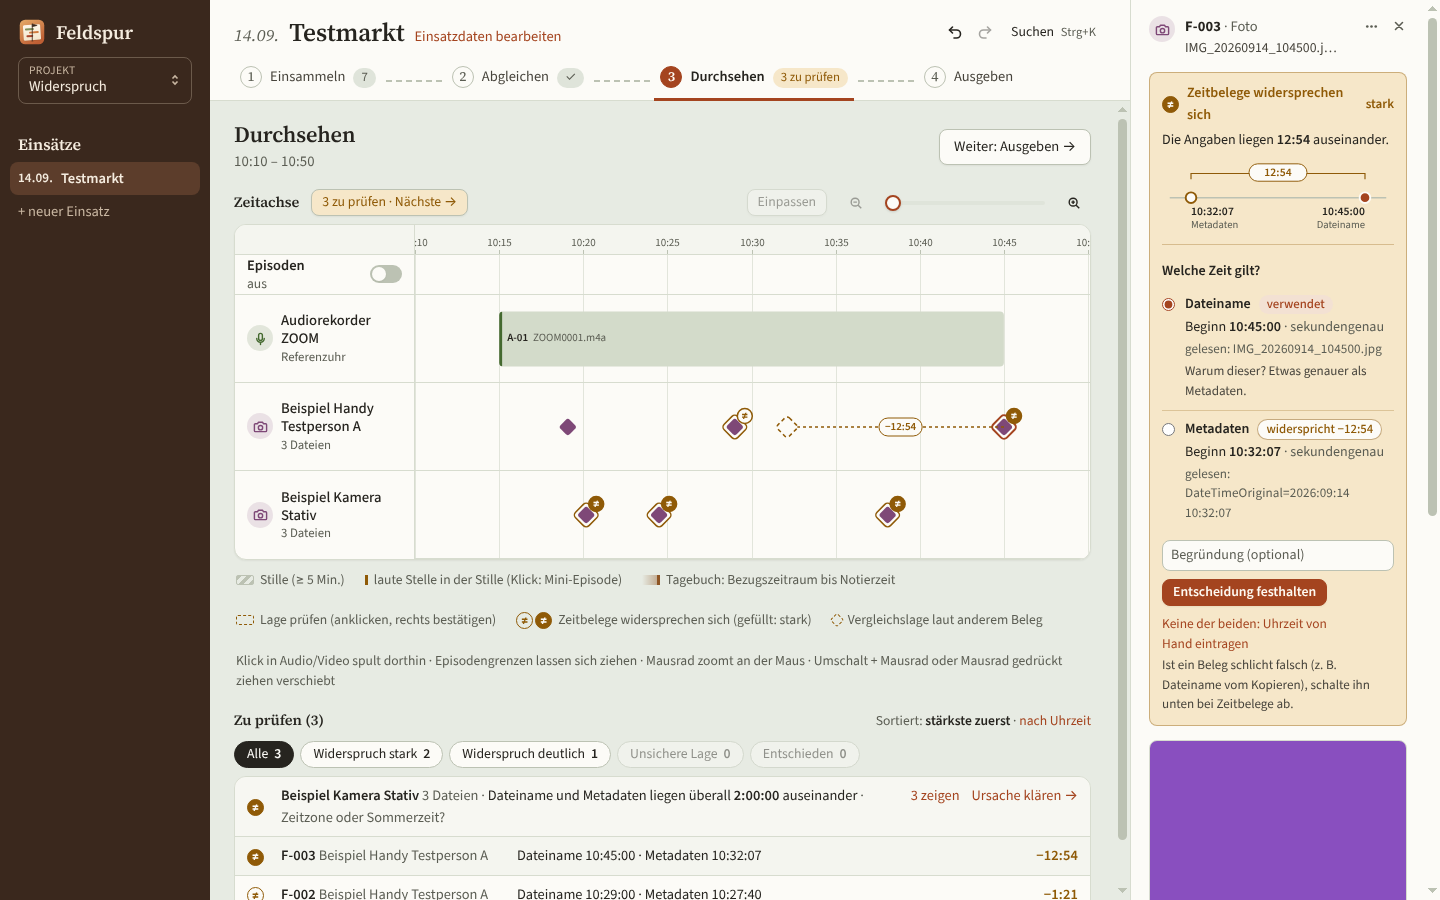 Feldspur
PROJEKT
Widerspruch
Einsätze
14.09. Testmarkt
+ neuer Einsatz
14.09. Testmarkt Einsatzdaten bearbeiten
Suchen Strg+K
1 Einsammeln 7
2 Abgleichen
3 Durchsehen 3 zu prüfen
4 Ausgeben
Durchsehen
10:10 – 10:50
Weiter: Ausgeben →
Zeitachse
3 zu prüfen · Nächste →
Einpassen
:10 10:15 10:20 10:25 10:30 10:35 10:40 10:45 10:
Episoden
aus
Audiorekorder
ZOOM
Referenzuhr
A-01 ZOOM0001.m4a
Beispiel Handy
Testperson A
3 Dateien
≠
−12:54
≠
Beispiel Kamera
Stativ
3 Dateien
≠ ≠ ≠
Stille (≥ 5 Min.)
laute Stelle in der Stille (Klick: Mini-Episode)
Tagebuch: Bezugszeitraum bis Notierzeit
Lage prüfen (anklicken, rechts bestätigen)
≠ ≠ Zeitbelege widersprechen sich (gefüllt: stark)
Vergleichslage laut anderem Beleg
Klick in Audio/Video spult dorthin · Episodengrenzen lassen sich ziehen · Mausrad zoomt an der Maus · Umschalt + Mausrad oder Mausrad gedrückt
ziehen verschiebt
Zu prüfen (3)
Sortiert: stärkste zuerst · nach Uhrzeit
Alle 3
Widerspruch stark 2
Widerspruch deutlich 1
Unsichere Lage 0
Entschieden 0
≠ Beispiel Kamera Stativ 3 Dateien · Dateiname und Metadaten liegen überall 2:00:00 auseinander ·
Zeitzone oder Sommerzeit?
3 zeigen Ursache klären →
≠ F-003 Beispiel Handy Testperson A Dateiname 10:45:00 · Metadaten 10:32:07 −12:54
≠ F-002 Beispiel Handy Testperson A Dateiname 10:29:00 · Metadaten 10:27:40 −1:21
F-003 · Foto
IMG_20260914_104500.j…
≠ Zeitbelege widersprechen
sich
stark
Die Angaben liegen 12:54 auseinander.
12:54
10:32:07
Metadaten
10:45:00
Dateiname
Welche Zeit gilt?
Dateiname verwendet
Beginn 10:45:00 · sekundengenau
gelesen: IMG_20260914_104500.jpg
Warum dieser? Etwas genauer als
Metadaten.
Metadaten widerspricht −12:54
Beginn 10:32:07 · sekundengenau
gelesen:
DateTimeOriginal=2026:09:14
10:32:07
Begründung (optional)
Entscheidung festhalten
Keine der beiden: Uhrzeit von
Hand eintragen
Ist ein Beleg schlicht falsch (z. B.
Dateiname vom Kopieren), schalte ihn
unten bei Zeitbelege ab.